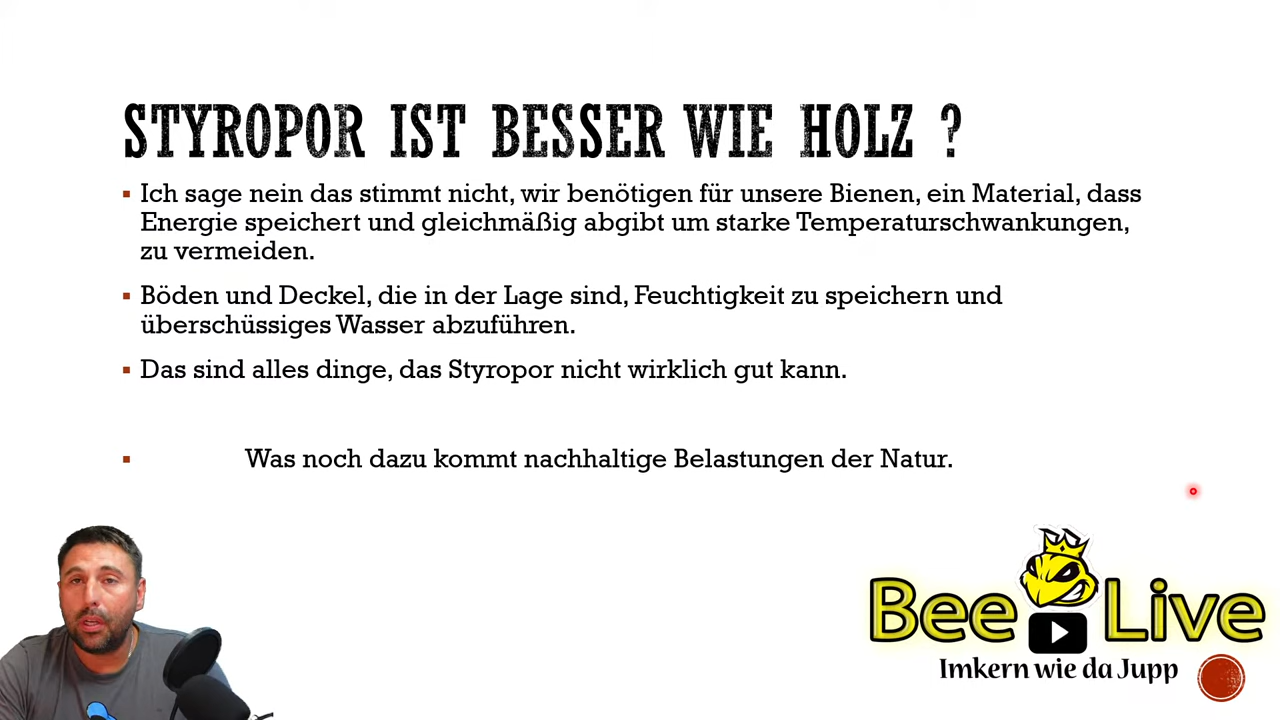 STYROPOR IST BESSER WIE HOLZ ?
Ich sage nein das stimmt nicht, wir benötigen für unsere Bienen, ein Material, dass
Energie speichert und gleichmäßig abgibt um starke Temperaturschwankungen,
zu vermeiden.
Böden und Deckel, die in der Lage sind, Feuchtigkeit zu speichern und
überschüssiges Wasser abzuführen.
Das sind alles dinge, das Styropor nicht wirklich gut kann.
Was noch dazu kommt nachhaltige Belastungen der Natur.
Bee Live
Imkern wie da Jupp